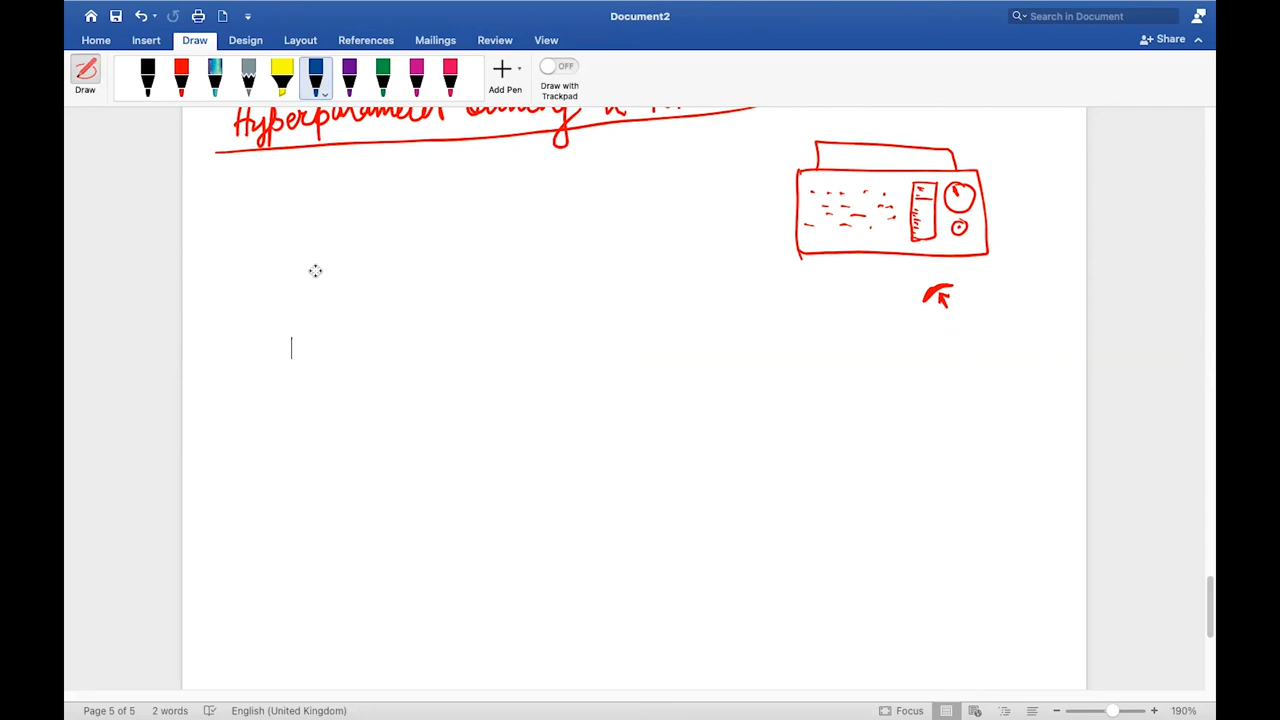 Document2
Search in Document
Home Insert Draw Design Layout References Mailings Review View
Share
Draw
Add Pen
OFF
Draw with
Trackpad
Hyperparameter
Page 5 of 5 2 words English (United Kingdom) Focus 190%